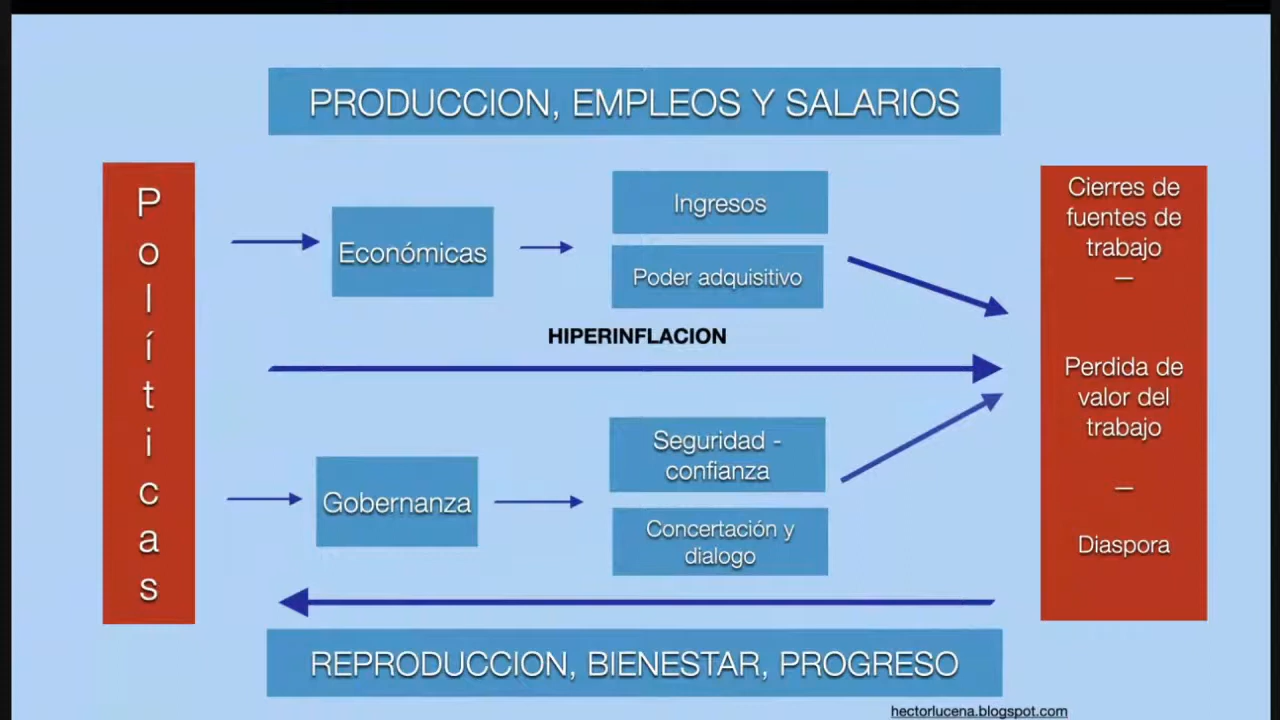 PRODUCCION, EMPLEOS Y SALARIOS
Políticas
Económicas
Ingresos
Poder adquisitivo
HIPERINFLACION
Gobernanza
Seguridad -
confianza
Concertación y
dialogo
Cierres de
fuentes de
trabajo
—
Perdida de
valor del
trabajo
—
Diaspora
REPRODUCCION, BIENESTAR, PROGRESO
hectorlucena.blogspot.com